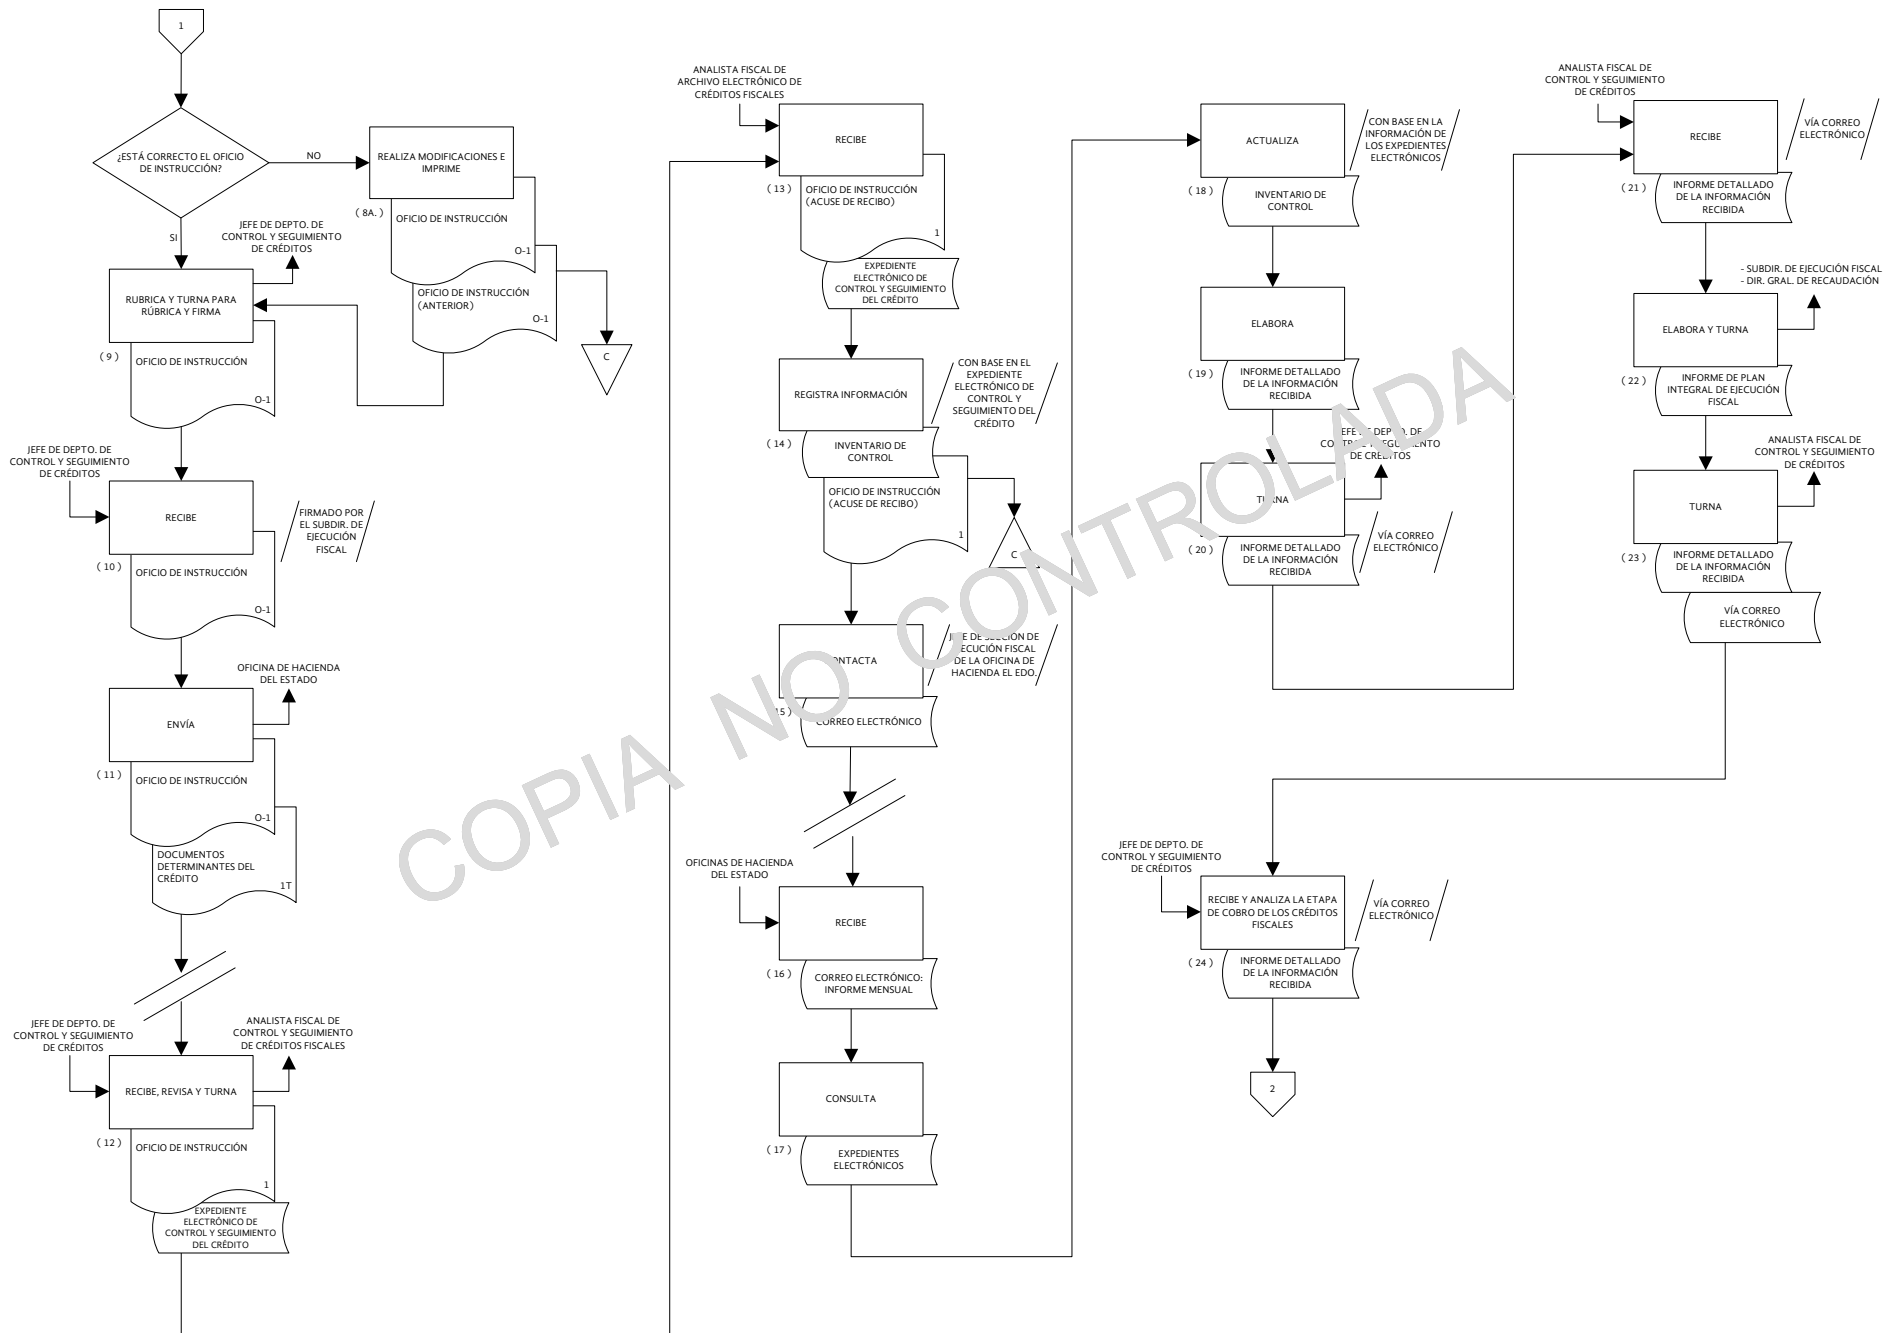 1
¿ESTÁ CORRECTO EL OFICIO
DE INSTRUCCIÓN?
NO
SI
REALIZA MODIFICACIONES E
IMPRIME
( 8A. )
OFICIO DE INSTRUCCIÓN
O-1
OFICIO DE INSTRUCCIÓN
(ANTERIOR)
O-1
C
JEFE DE DEPTO. DE
CONTROL Y SEGUIMIENTO
DE CRÉDITOS
RUBRICA Y TURNA PARA
RÚBRICA Y FIRMA
( 9 )
OFICIO DE INSTRUCCIÓN
O-1
JEFE DE DEPTO. DE
CONTROL Y SEGUIMIENTO
DE CRÉDITOS
RECIBE
FIRMADO POR
EL SUBDIR. DE
EJECUCIÓN
FISCAL
( 10 )
OFICIO DE INSTRUCCIÓN
O-1
OFICINA DE HACIENDA
DEL ESTADO
ENVÍA
( 11 )
OFICIO DE INSTRUCCIÓN
O-1
DOCUMENTOS
DETERMINANTES DEL
CRÉDITO
1T
JEFE DE DEPTO. DE
CONTROL Y SEGUIMIENTO
DE CRÉDITOS
ANALISTA FISCAL DE
CONTROL Y SEGUIMIENTO
DE CRÉDITOS FISCALES
RECIBE, REVISA Y TURNA
( 12 )
OFICIO DE INSTRUCCIÓN
1
EXPEDIENTE
ELECTRÓNICO DE
CONTROL Y SEGUIMIENTO
DEL CRÉDITO
ANALISTA FISCAL DE
ARCHIVO ELECTRÓNICO DE
CRÉDITOS FISCALES
RECIBE
( 13 )
OFICIO DE INSTRUCCIÓN
(ACUSE DE RECIBO)
1
EXPEDIENTE
ELECTRÓNICO DE
CONTROL Y SEGUIMIENTO
DEL CRÉDITO
REGISTRA INFORMACIÓN
CON BASE EN EL
EXPEDIENTE
ELECTRÓNICO DE
CONTROL Y
SEGUIMIENTO DEL
CRÉDITO
( 14 )
INVENTARIO DE
CONTROL
OFICIO DE INSTRUCCIÓN
(ACUSE DE RECIBO)
1
C
DE LA OFICINA DE
HACIENDA EL EDO.
CORREO ELECTRÓNICO
OFICINAS DE HACIENDA
DEL ESTADO
RECIBE
( 16 )
CORREO ELECTRÓNICO:
INFORME MENSUAL
CONSULTA
( 17 )
EXPEDIENTES
ELECTRÓNICOS
ACTUALIZA
CON BASE EN LA
INFORMACIÓN DE
LOS EXPEDIENTES
ELECTRÓNICOS
( 18 )
INVENTARIO DE
CONTROL
ELABORA
( 19 )
INFORME DETALLADO
DE LA INFORMACIÓN
RECIBIDA
DE CRÉDITOS
VÍA CORREO
ELECTRÓNICO
( 20 )
INFORME DETALLADO
DE LA INFORMACIÓN
RECIBIDA
JEFE DE DEPTO. DE
CONTROL Y SEGUIMIENTO
DE CRÉDITOS
RECIBE Y ANALIZA LA ETAPA
DE COBRO DE LOS CRÉDITOS
FISCALES
VÍA CORREO
ELECTRÓNICO
( 24 )
INFORME DETALLADO
DE LA INFORMACIÓN
RECIBIDA
2
ANALISTA FISCAL DE
CONTROL Y SEGUIMIENTO
DE CRÉDITOS
RECIBE
VÍA CORREO
ELECTRÓNICO
( 21 )
INFORME DETALLADO
DE LA INFORMACIÓN
RECIBIDA
- SUBDIR. DE EJECUCIÓN FISCAL
- DIR. GRAL. DE RECAUDACIÓN
ELABORA Y TURNA
( 22 )
INFORME DE PLAN
INTEGRAL DE EJECUCIÓN
FISCAL
ANALISTA FISCAL DE
CONTROL Y SEGUIMIENTO
DE CRÉDITOS
TURNA
( 23 )
INFORME DETALLADO
DE LA INFORMACIÓN
RECIBIDA
VÍA CORREO
ELECTRÓNICO
COPIA NO CONTROLADA